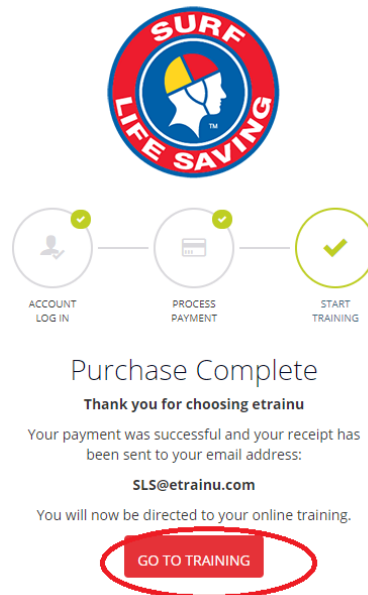 SURF
LIFE SAVING
TM
ACCOUNT
LOG IN
PROCESS
PAYMENT
START
TRAINING
Purchase Complete
Thank you for choosing etrainu
Your payment was successful and your receipt has
been sent to your email address:
SLS@etrainu.com
You will now be directed to your online training.
GO TO TRAINING